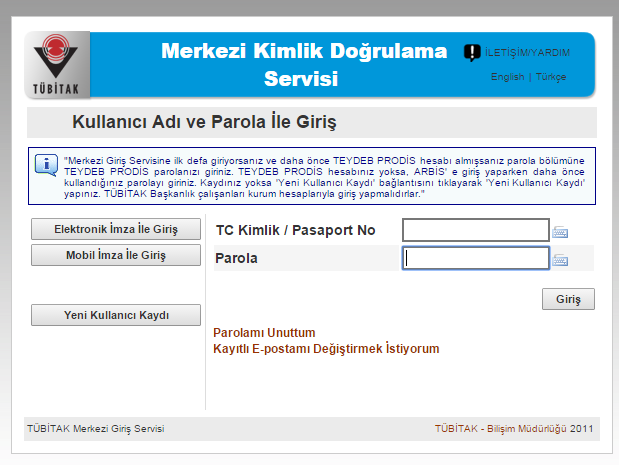 TÜBİTAK
Merkezi Kimlik Doğrulama
Servisi
İLETİŞİM/YARDIM
English | Türkçe
Kullanıcı Adı ve Parola İle Giriş
"Merkezi Giriş Servisine ilk defa giriyorsanız ve daha önce TEYDEB PRODİS hesabı almışsanız parola bölümüne
TEYDEB PRODİS parolanızı giriniz. TEYDEB PRODİS hesabınız yoksa, ARBİS' e giriş yaparken daha önce
kullandığınız parolayı giriniz. Kaydınız yoksa 'Yeni Kullanıcı Kaydı' bağlantısını tıklayarak 'Yeni Kullanıcı Kaydı'
yapınız. TÜBİTAK Başkanlık çalışanları kurum hesaplarıyla giriş yapmalıdırlar."
Elektronik İmza İle Giriş
Mobil İmza İle Giriş
Yeni Kullanıcı Kaydı
TC Kimlik / Pasaport No
Parola
Giriş
Parolamı Unuttum
Kayıtlı E-postamı Değiştirmek İstiyorum
TÜBİTAK Merkezi Giriş Servisi
TÜBİTAK - Bilişim Müdürlüğü 2011